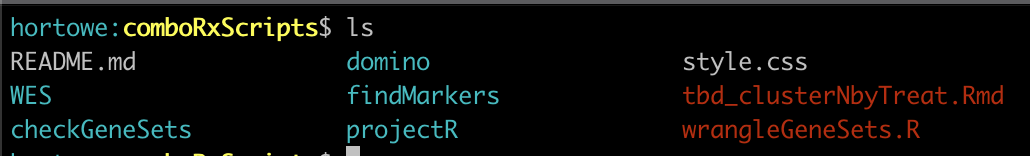 hortowe:comboRxScripts$ ls
README.md domino style.css
WES findMarkers tbd_clusterNbyTreat.Rmd
checkGeneSets projectR wrangleGeneSets.R